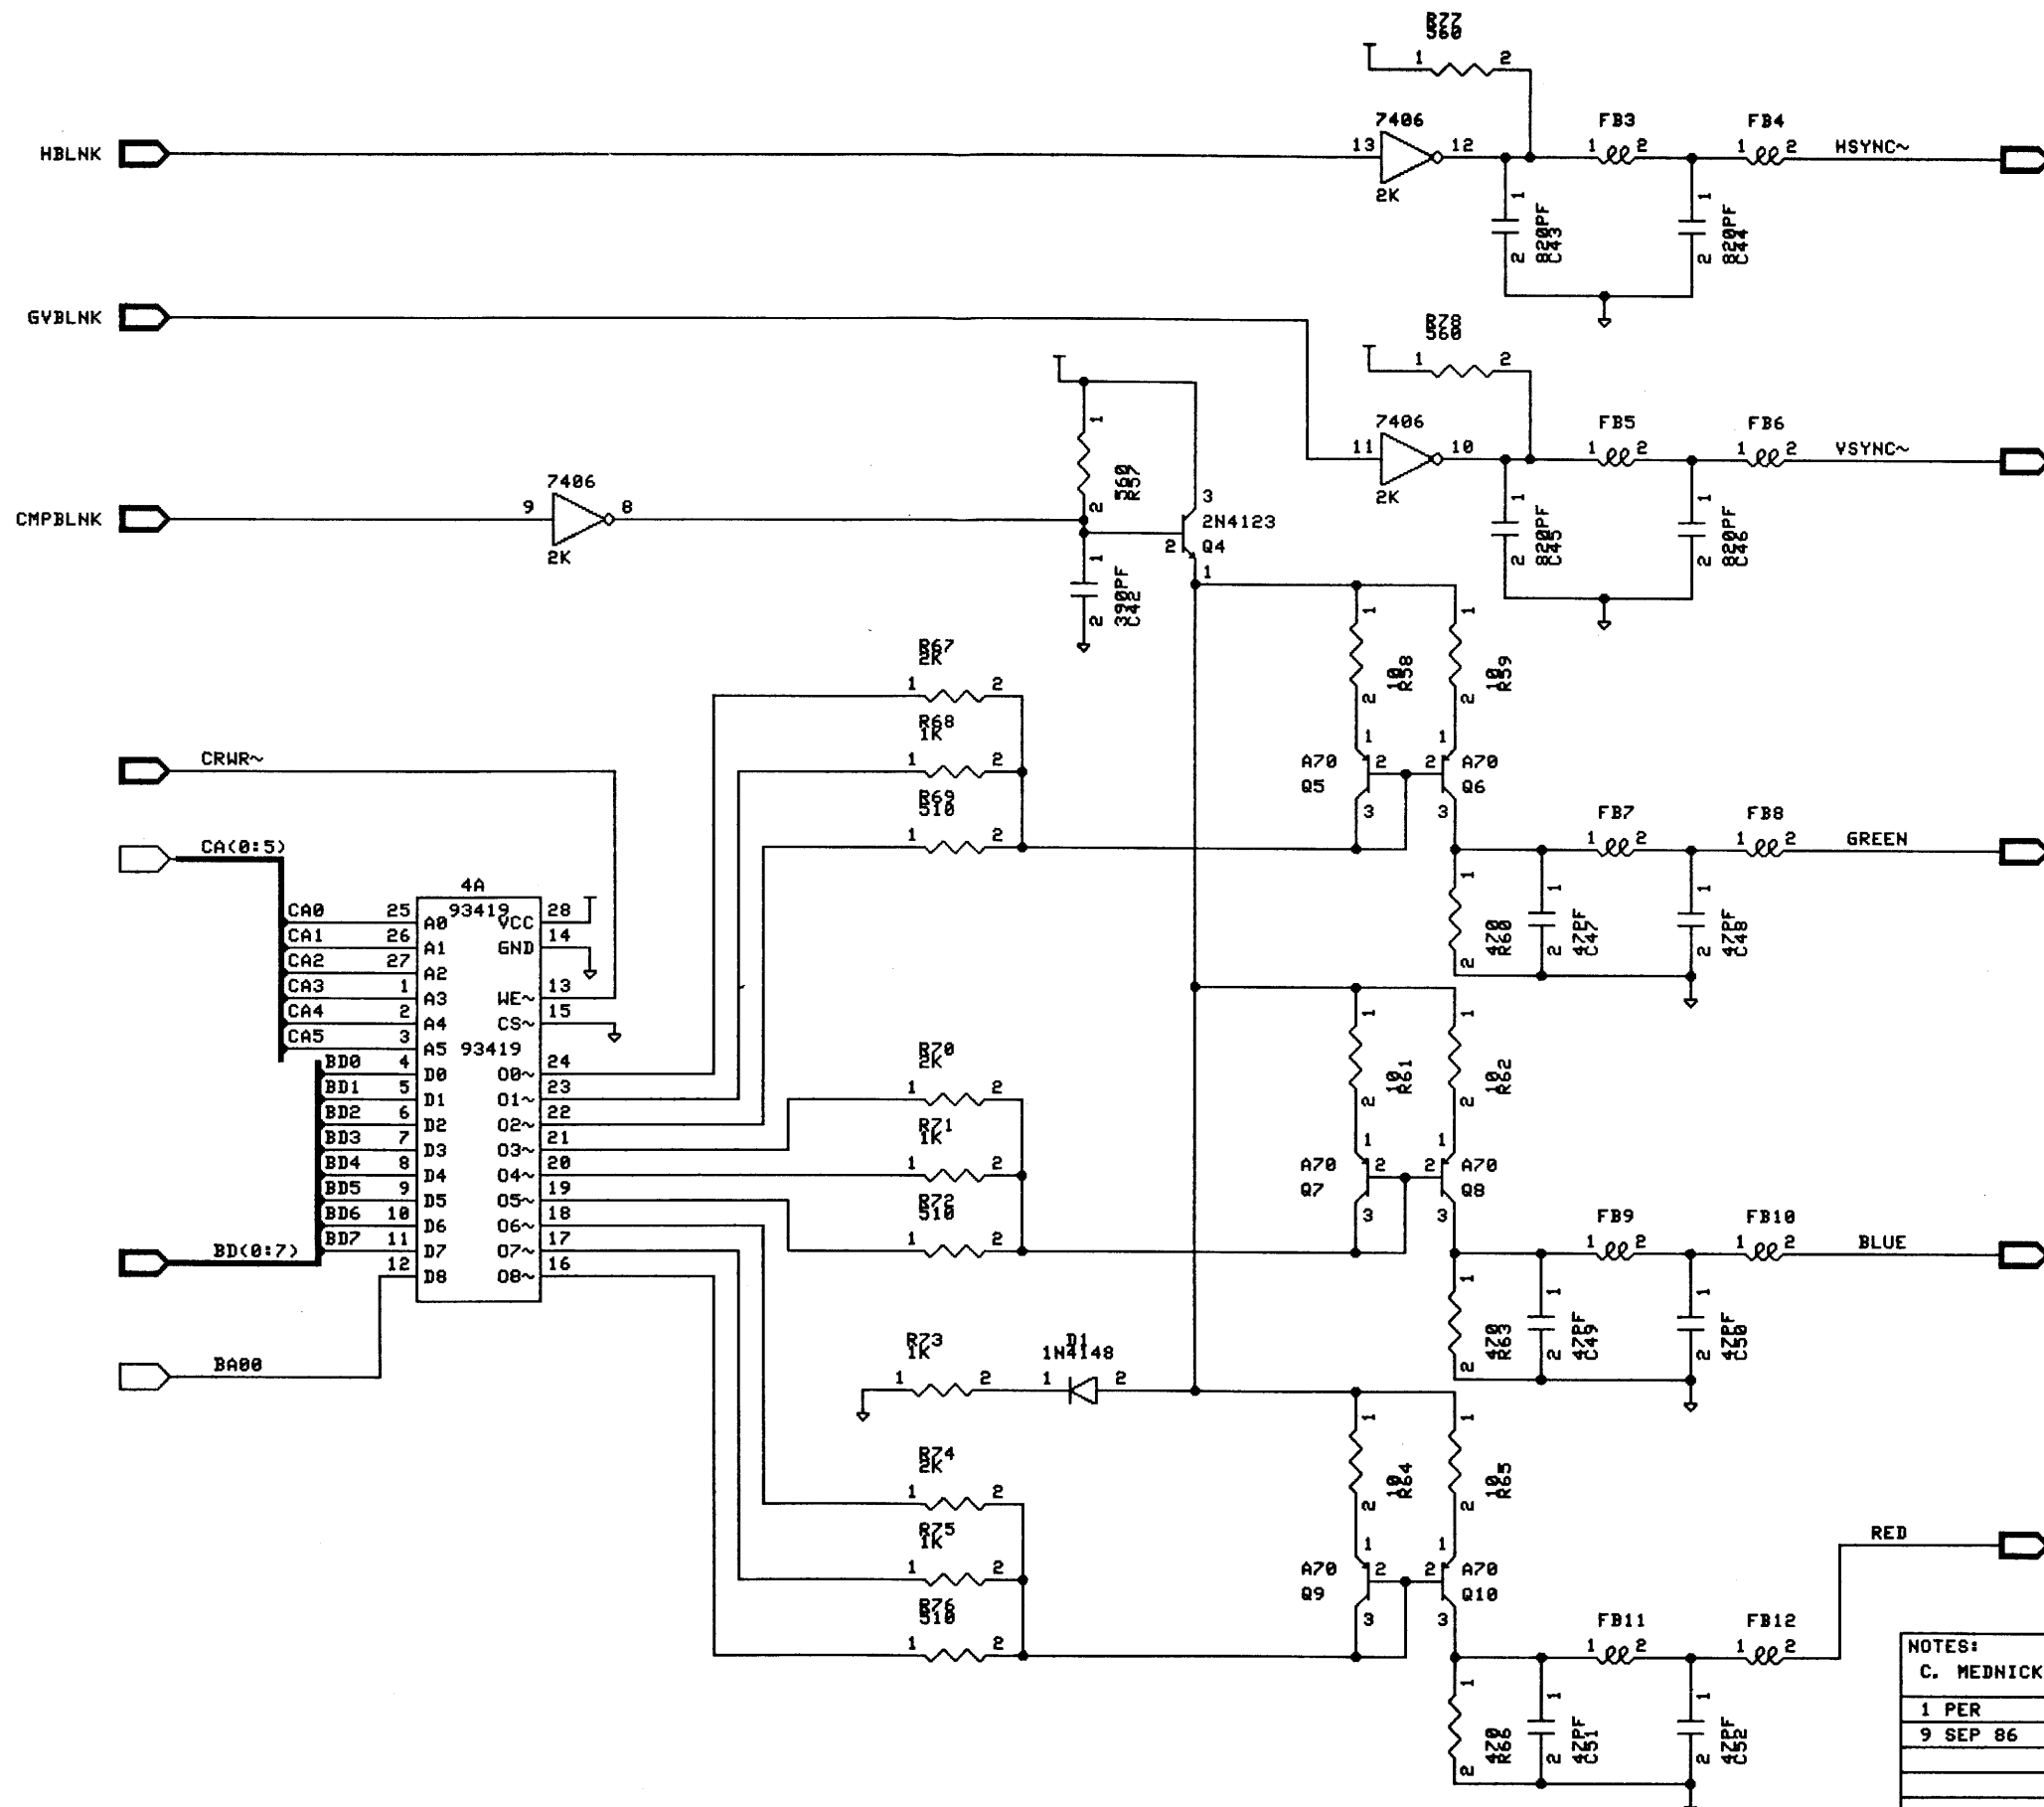 R77
560
1 2
7406
FB3
FB4
HBLNK
13 12
1 2
1 2
HSYNC~
2K
1
2
820PF
C43
1
2
820PF
C44
GVBLNK
R78
560
1 2
7406
FB5
FB6
11 10
1 2
1 2
VSYNC~
2K
1
2
820PF
C45
1
2
820PF
C46
1
2
560
R57
7406
CMPBLNK
9 8
2K
3
2N4123
2 Q4
1
1
2
390PF
C42
R67
2K
1 2
R68
1K
1 2
R69
510
1 2
1
2
10
R58
1
2
10
R59
1 1
A70 2 2 A70
Q5 Q6
3 3
FB7
FB8
1 2
1 2
GREEN
1
2
470
R60
1
2
47PF
C47
1
2
47PF
C48
CRWR~
CA(0:5)
4A
CA0 25 A0 93419 VCC 28
CA1 26 A1 GND 14
CA2 27 A2
CA3 1 A3 WE~ 13
CA4 2 A4 CS~ 15
CA5 3 A5 93419
BD0 4 D0 O0~ 24
BD1 5 D1 O1~ 23
BD2 6 D2 O2~ 22
BD3 7 D3 O3~ 21
BD4 8 D4 O4~ 20
BD5 9 D5 O5~ 19
BD6 10 D6 O6~ 18
BD7 11 D7 O7~ 17
BD(0:7)
12 D8 O8~ 16
BA00
R70
2K
1 2
R71
1K
1 2
R72
510
1 2
1
2
10
R61
1
2
10
R62
1 1
A70 2 2 A70
Q7 Q8
3 3
FB9
FB10
1 2
1 2
BLUE
1
2
470
R63
1
2
47PF
C49
1
2
47PF
C50
R73
1K
1 2
D1
1N4148
1 2
R74
2K
1 2
R75
1K
1 2
R76
510
1 2
1
2
10
R64
1
2
10
R65
1 1
A70 2 2 A70
Q9 Q10
3 3
RED
FB11
FB12
1 2
1 2
1
2
470
R66
1
2
47PF
C51
1
2
47PF
C52
NOTES:
C. MEDNICK
1 PER
9 SEP 86